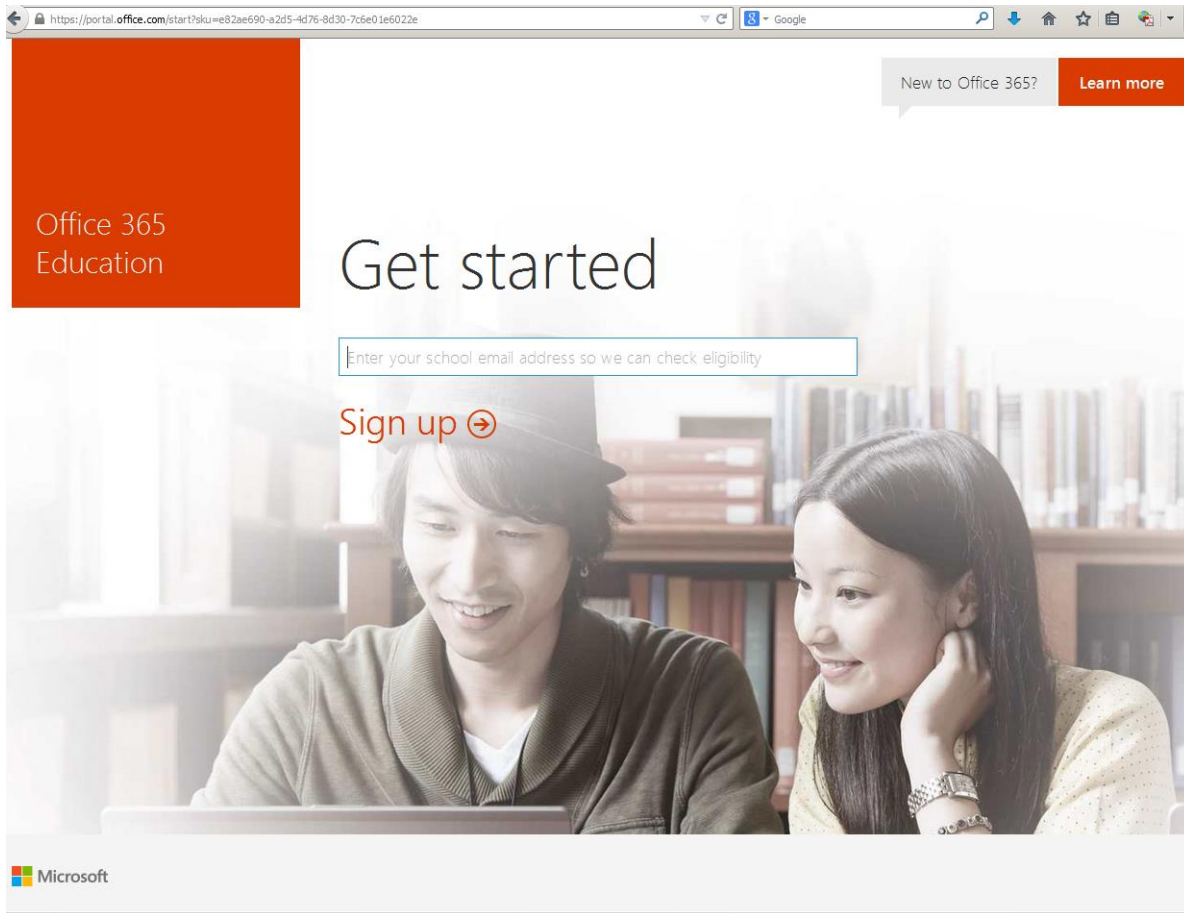 https://portal.office.com/start?sku=e82ae690-a2d5-4d76-8d30-7c6e01e6022e
8 Google
New to Office 365?
Learn more
Office 365
Education
Get started
Enter your school email address so we can check eligibility
Sign up
Microsoft